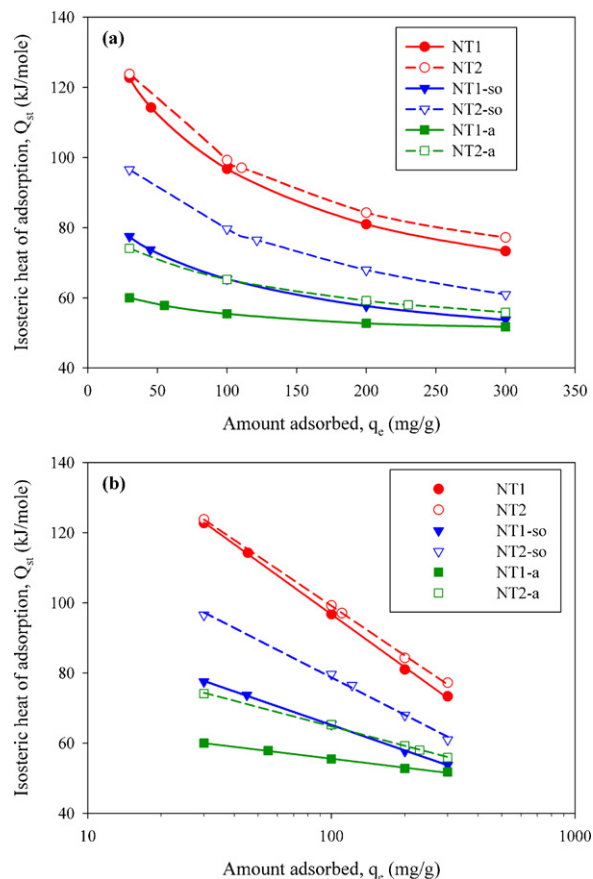 140
(a)
NT1
NT2
NT1-so
NT2-so
NT1-a
NT2-a
120
100
80
60
40
Isosteric heat of adsorption, Qst (kJ/mole)
0 50 100 150 200 250 300 350
Amount adsorbed, qe (mg/g)
140
(b)
NT1
NT2
NT1-so
NT2-so
NT1-a
NT2-a
120
100
80
60
40
Isosteric heat of adsorption, Qst (kJ/mole)
10 100 1000
Amount adsorbed, qe (mg/g)